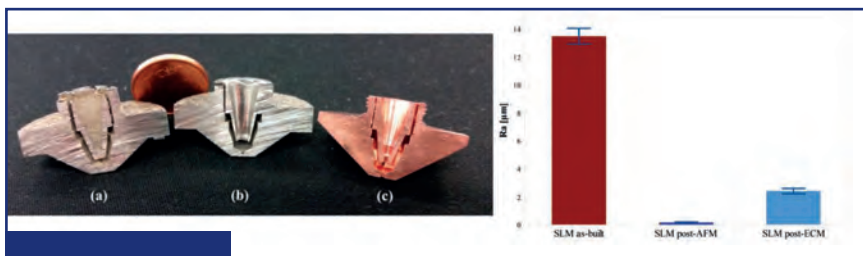 (a)
(b)
(c)
Ra [µm]
14
12
10
8
6
4
2
0
SLM as-built
SLM post-AFM
SLM post-ECM